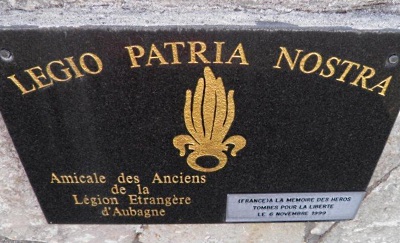 LEGIO PATRIA NOSTRA
Amicale des Anciens
de la
Légion Etrangère
d'Aubagne
(FRANCE) A LA MEMOIRE DES HEROS
TOMBES POUR LA LIBERTE
LE 6 NOVEMBRE 1999